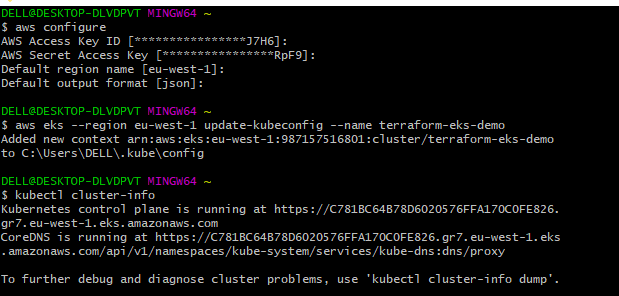 DELL@DESKTOP-DLVDPVT MINGW64 ~
$ aws configure
AWS Access Key ID [****************J7H6]:
AWS Secret Access Key [****************RpF9]:
Default region name [eu-west-1]:
Default output format [json]:
DELL@DESKTOP-DLVDPVT MINGW64 ~
$ aws eks --region eu-west-1 update-kubeconfig --name terraform-eks-demo
Added new context arn:aws:eks:eu-west-1:987157516801:cluster/terraform-eks-demo
to C:\Users\DELL\.kube\config
DELL@DESKTOP-DLVDPVT MINGW64 ~
$ kubectl cluster-info
Kubernetes control plane is running at https://C781BC64B78D6020576FFA170C0FE826.
gr7.eu-west-1.eks.amazonaws.com
CoreDNS is running at https://C781BC64B78D6020576FFA170C0FE826.gr7.eu-west-1.eks
.amazonaws.com/api/v1/namespaces/kube-system/services/kube-dns:dns/proxy
To further debug and diagnose cluster problems, use 'kubectl cluster-info dump'.